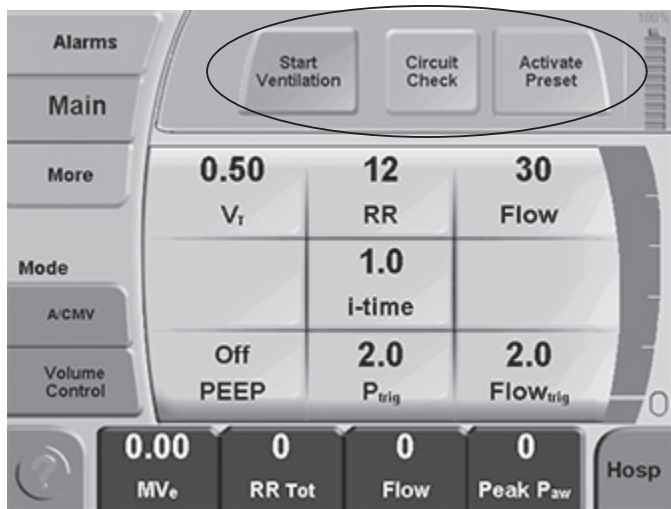 Alarms
Start
Ventilation
Circuit
Check
Activate
Preset
100%
Main
More
0.50
12
30
VT
RR
Flow
Mode
1.0
i-time
A/CMV
Off
2.0
2.0
Volume
Control
PEEP
Ptrig
Flowtrig
0.00
0
0
0
MVe
RR Tot
Flow
Peak Paw
Hosp
?
0